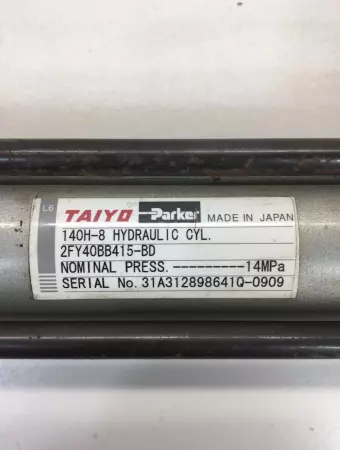 L6
TAIYO Parker MADE IN JAPAN
140H-8 HYDRAULIC CYL.
2FY40BB415-BD
NOMINAL PRESS.---------14MPa
SERIAL No.31A312898641Q-0909